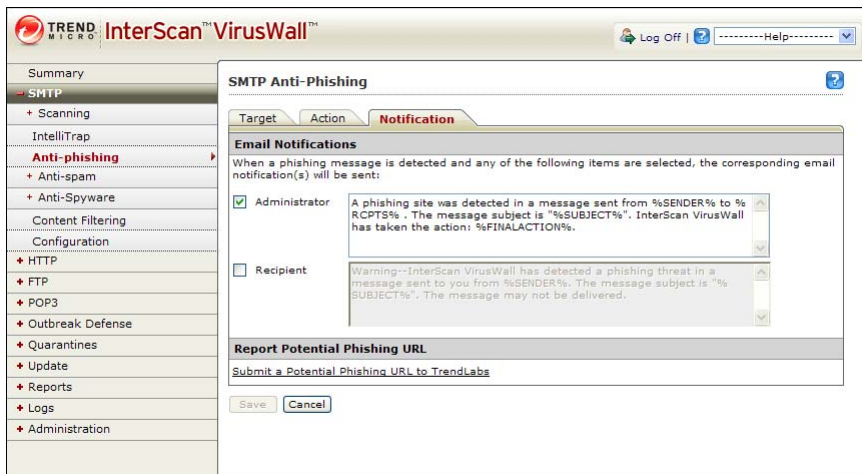 TREND MICRO InterScan™ VirusWall™
Log Off | ? ---------Help---------
Summary
SMTP
+ Scanning
IntelliTrap
Anti-phishing
+ Anti-spam
+ Anti-Spyware
Content Filtering
Configuration
+ HTTP
+ FTP
+ POP3
+ Outbreak Defense
+ Quarantines
+ Update
+ Reports
+ Logs
+ Administration
SMTP Anti-Phishing ?
Target Action Notification
Email Notifications
When a phishing message is detected and any of the following items are selected, the corresponding email
notification(s) will be sent:
Administrator
A phishing site was detected in a message sent from %SENDER% to %
RCPTS% . The message subject is "%SUBJECT%". InterScan VirusWall
has taken the action: %FINALACTION%.
Recipient
Warning--InterScan VirusWall has detected a phishing threat in a
message sent to you from %SENDER%. The message subject is "%
SUBJECT%". The message may not be delivered.
Report Potential Phishing URL
Submit a Potential Phishing URL to TrendLabs
Save Cancel